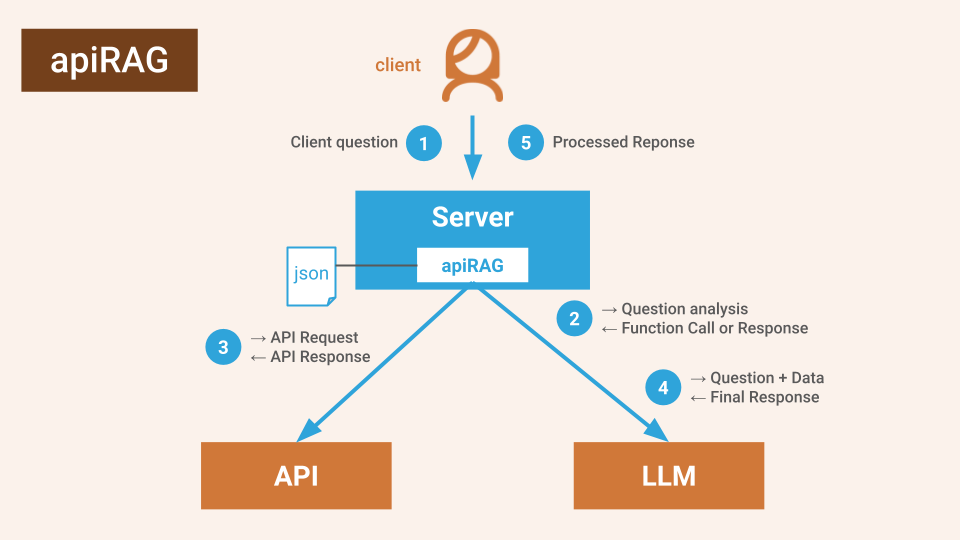 apiRAG
client
Client question
1
5
Processed Reponse
Server
apiRAG
json
2
→ Question analysis
← Function Call or Response
3
→ API Request
← API Response
4
→ Question + Data
← Final Response
API
LLM